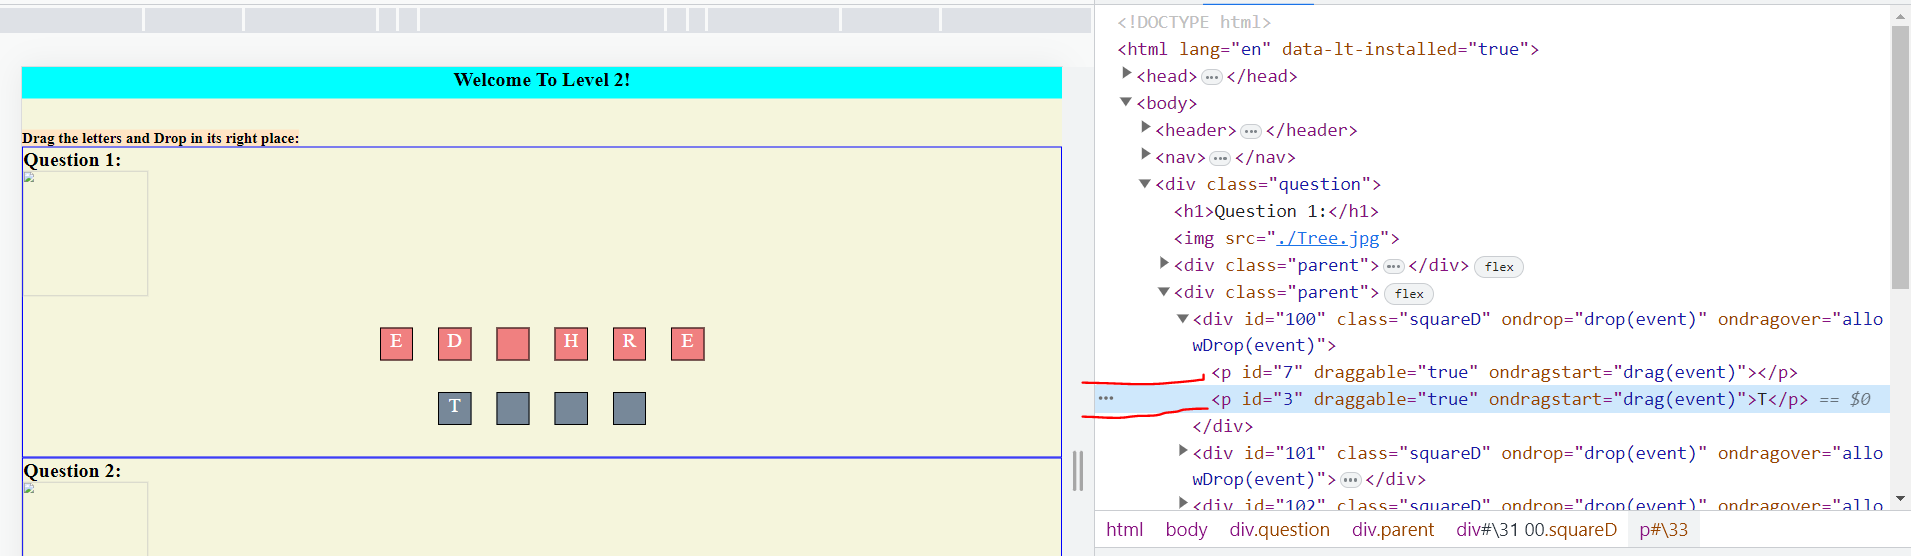 Welcome To Level 2!
Drag the letters and Drop in its right place:
Question 1:
E D H R E
T
Question 2:
<!DOCTYPE html>
<html lang="en" data-lt-installed="true">
<head> ••• </head>
<body>
<header> ••• </header>
<nav> ••• </nav>
<div class="question">
<h1>Question 1:</h1>
<img src="./Tree.jpg">
<div class="parent"> ••• </div> flex
<div class="parent"> flex
<div id="100" class="squareD" ondrop="drop(event)" ondragover="allo
wDrop(event)">
<p id="7" draggable="true" ondragstart="drag(event)"></p>
••• <p id="3" draggable="true" ondragstart="drag(event)">T</p> == $0
</div>
<div id="101" class="squareD" ondrop="drop(event)" ondragover="allo
wDrop(event)"> ••• </div>
<div id="102" class="squareD" ondrop="drop(event)" ondragover="allo
html body div.question div.parent div#\31 00.squareD p#\33